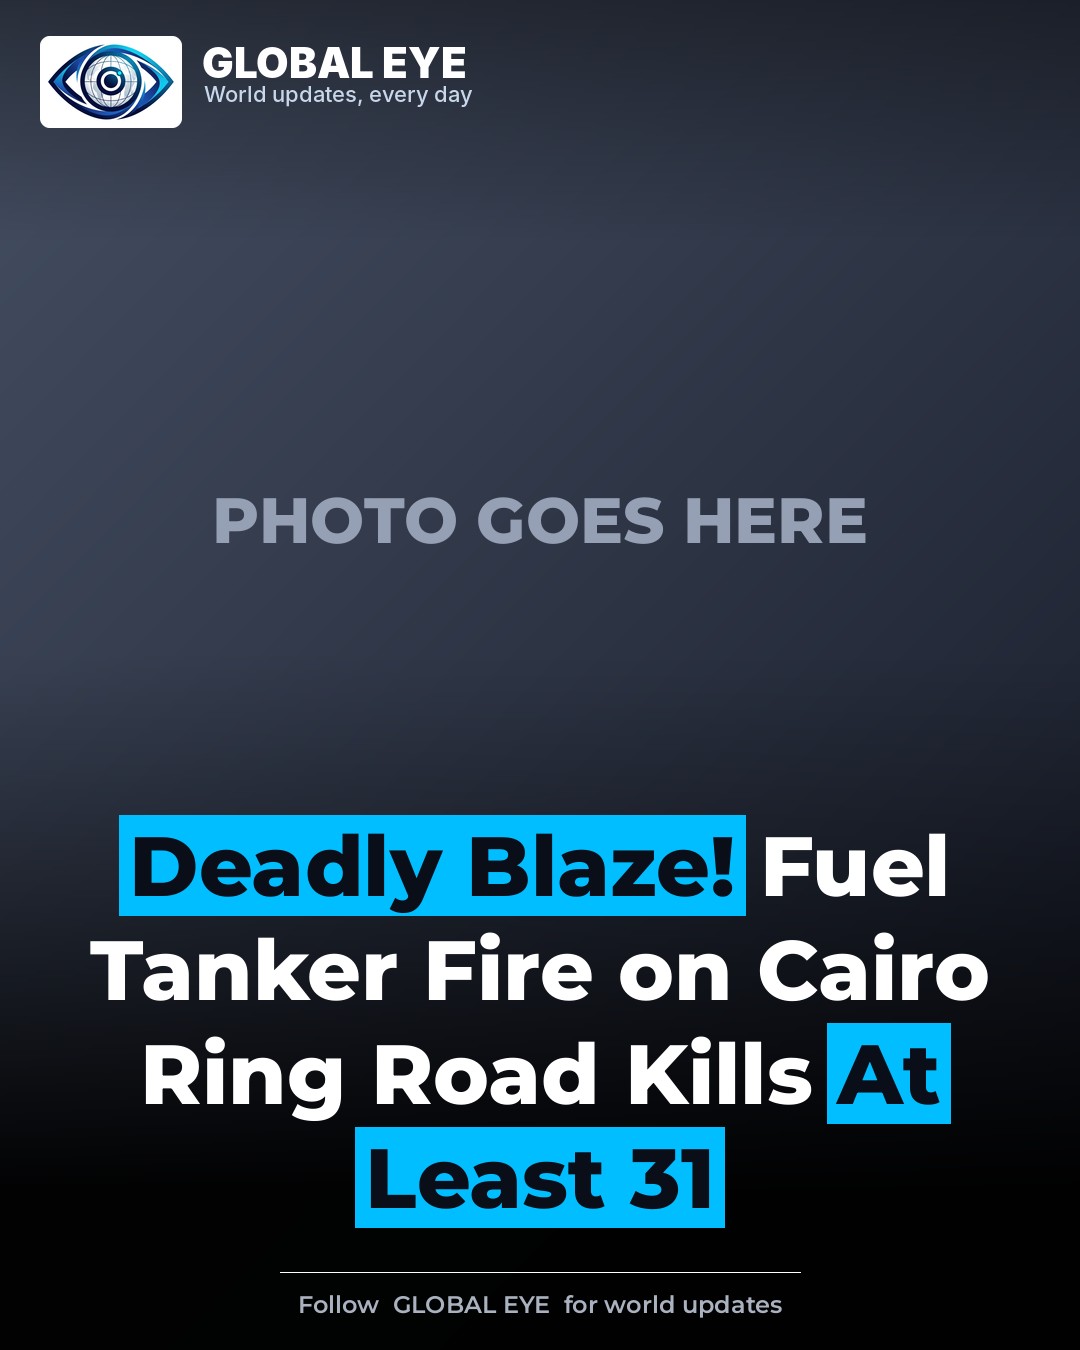 GLOBAL EYE
World updates, every day
PHOTO GOES HERE
Deadly Blaze! Fuel
Tanker Fire on Cairo
Ring Road Kills At
Least 31
Follow GLOBAL EYE for world updates